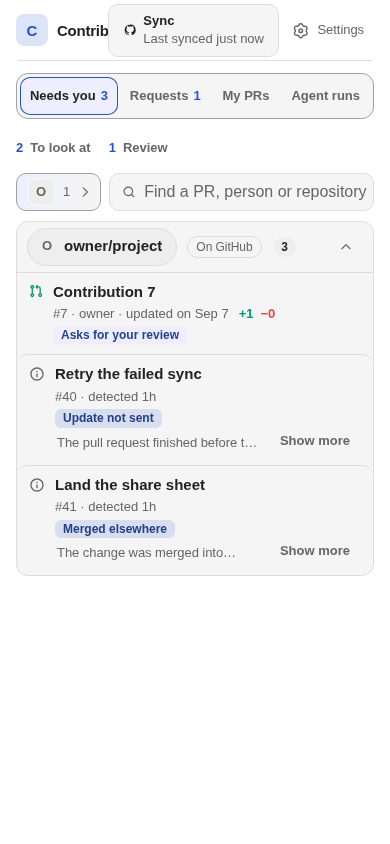 C Contrib
Sync
Last synced just now
Settings
Needs you 3 Requests 1 My PRs Agent runs
2 To look at 1 Review
O 1 Find a PR, person or repository
O owner/project On GitHub 3
Contribution 7
#7 · owner · updated on Sep 7 +1 −0
Asks for your review
Retry the failed sync
#40 · detected 1h
Update not sent
The pull request finished before t… Show more
Land the share sheet
#41 · detected 1h
Merged elsewhere
The change was merged into… Show more